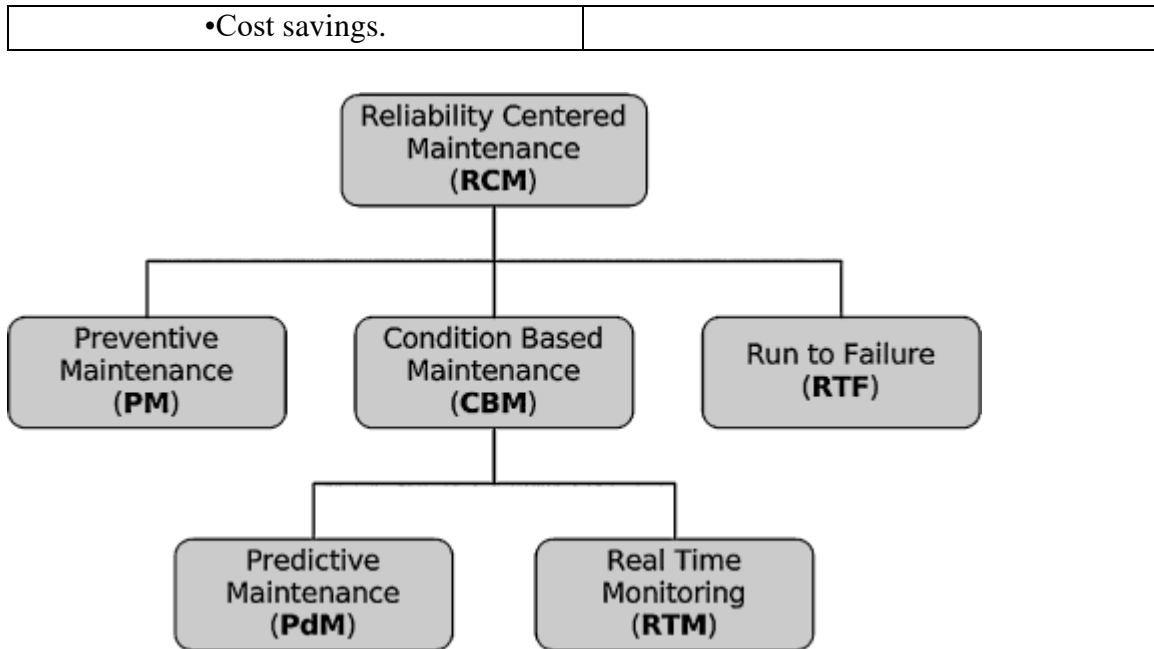 •Cost savings.
Reliability Centered
Maintenance
(RCM)
Preventive
Maintenance
(PM)
Condition Based
Maintenance
(CBM)
Run to Failure
(RTF)
Predictive
Maintenance
(PdM)
Real Time
Monitoring
(RTM)